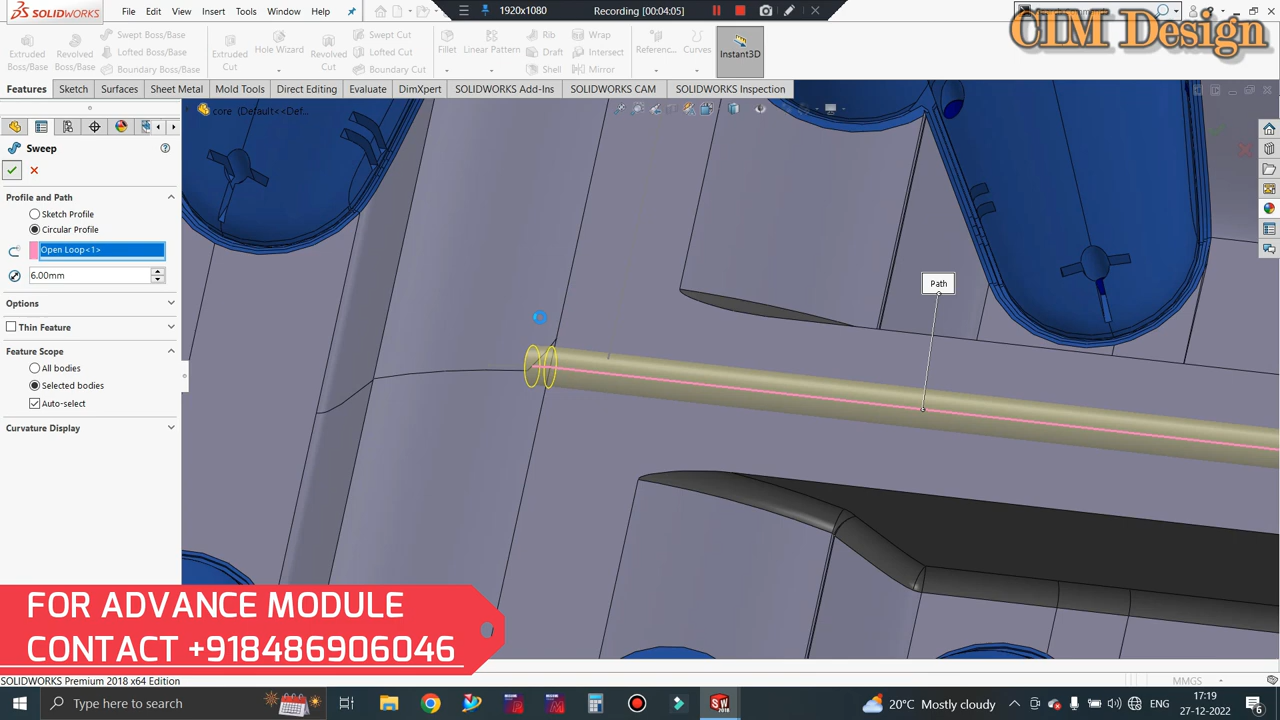 SOLIDWORKS
File
Edit
View
Insert
Tools
Window
Help
1920x1080
Recording [00:04:05]
CIM Design
Extruded Boss/Base
Revolved Boss/Base
Swept Boss/Base
Lofted Boss/Base
Boundary Boss/Base
Extruded Cut
Hole Wizard
Revolved Cut
Swept Cut
Lofted Cut
Boundary Cut
Fillet
Linear Pattern
Rib
Draft
Shell
Wrap
Intersect
Mirror
Referenc...
Curves
Instant3D
Features
Sketch
Surfaces
Sheet Metal
Mold Tools
Direct Editing
Evaluate
DimXpert
SOLIDWORKS Add-Ins
SOLIDWORKS CAM
SOLIDWORKS Inspection
core (Default<<Def...
Sweep
Profile and Path
Sketch Profile
Circular Profile
Open Loop<1>
6.00mm
Options
Thin Feature
Feature Scope
All bodies
Selected bodies
Auto-select
Curvature Display
Path
FOR ADVANCE MODULE
CONTACT +918486906046
SOLIDWORKS Premium 2018 x64 Edition
MMGS
Type here to search
20°C Mostly cloudy
17:19
27-12-2022
6